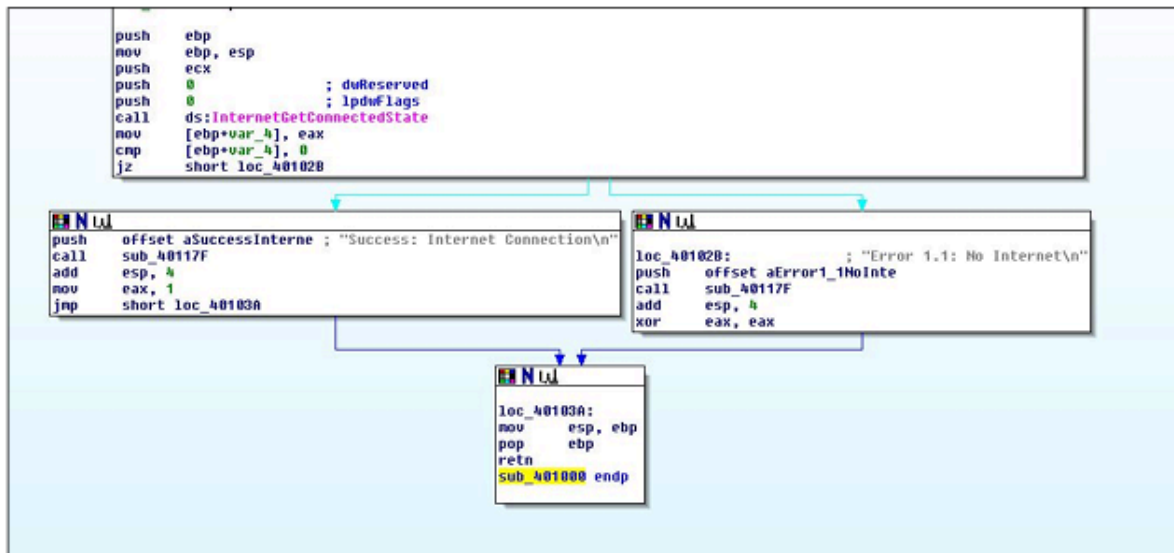 push ebp
mov ebp, esp
push ecx
push 0 ; dwReserved
push 0 ; lpdwFlags
call ds:InternetGetConnectedState
mov [ebp+var_4], eax
cmp [ebp+var_4], 0
jz short loc_40102B
push offset aSuccessInterne ; "Success: Internet Connection\n"
call sub_40117F
add esp, 4
mov eax, 1
jmp short loc_40103A
loc_40102B: ; "Error 1.1: No Internet\n"
push offset aError1_1NoInte
call sub_40117F
add esp, 4
xor eax, eax
loc_40103A:
mov esp, ebp
pop ebp
retn
sub_401000 endp